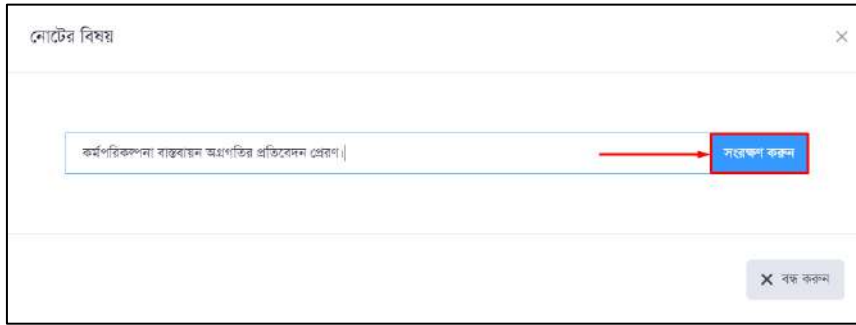 নোটের বিষয়
কর্মপরিকল্পনা বাস্তবায়ন অগ্রগতির প্রতিবেদন প্রেরণ।
সংরক্ষণ করুন
বন্ধ করুন